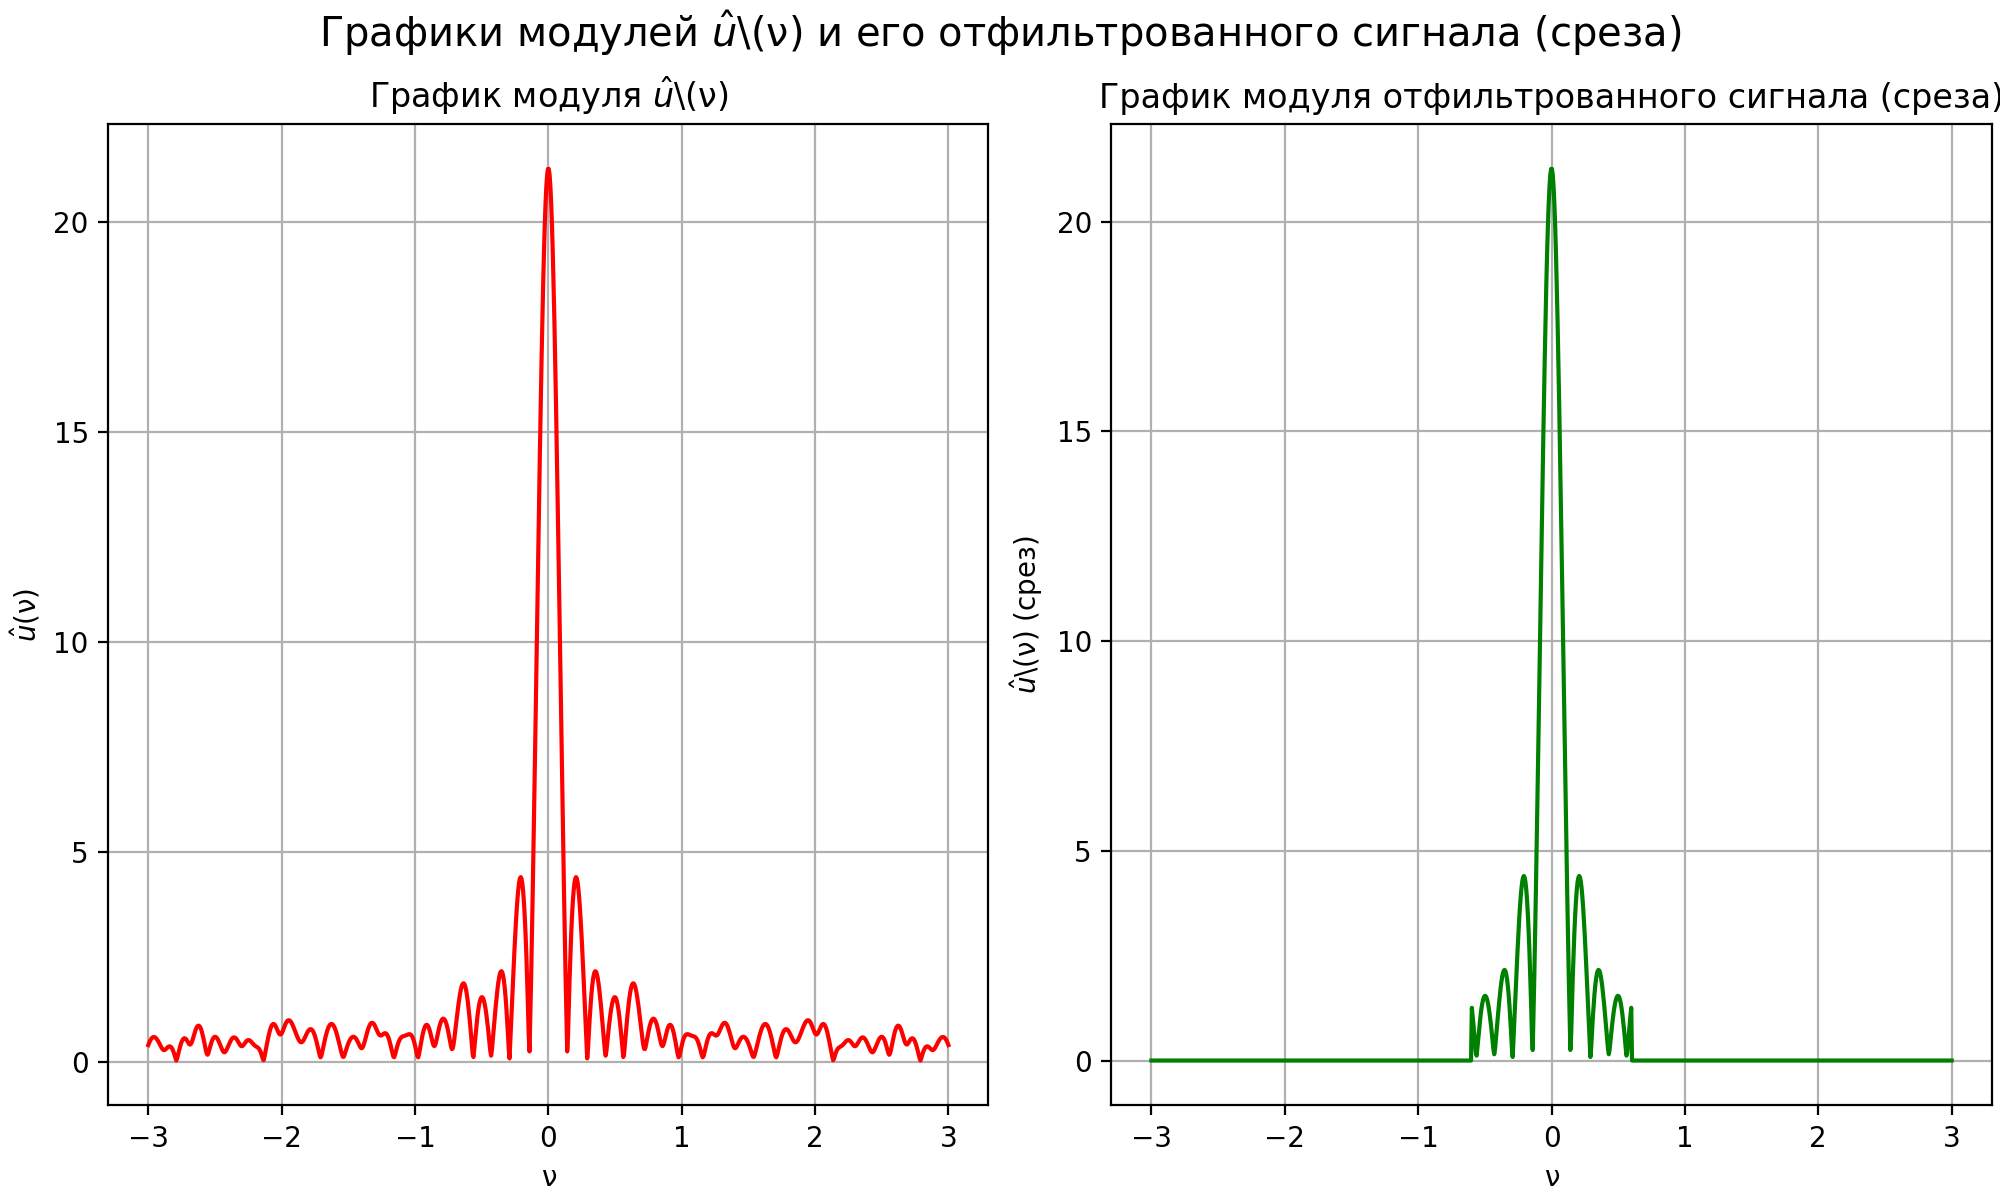 Графики модулей û\(ν) и его отфильтрованного сигнала (среза)
График модуля û\(ν)
û(ν)
20
15
10
5
0
−3 −2 −1 0 1 2 3
ν
График модуля отфильтрованного сигнала (среза)
û\(ν) (срез)
20
15
10
5
0
−3 −2 −1 0 1 2 3
ν